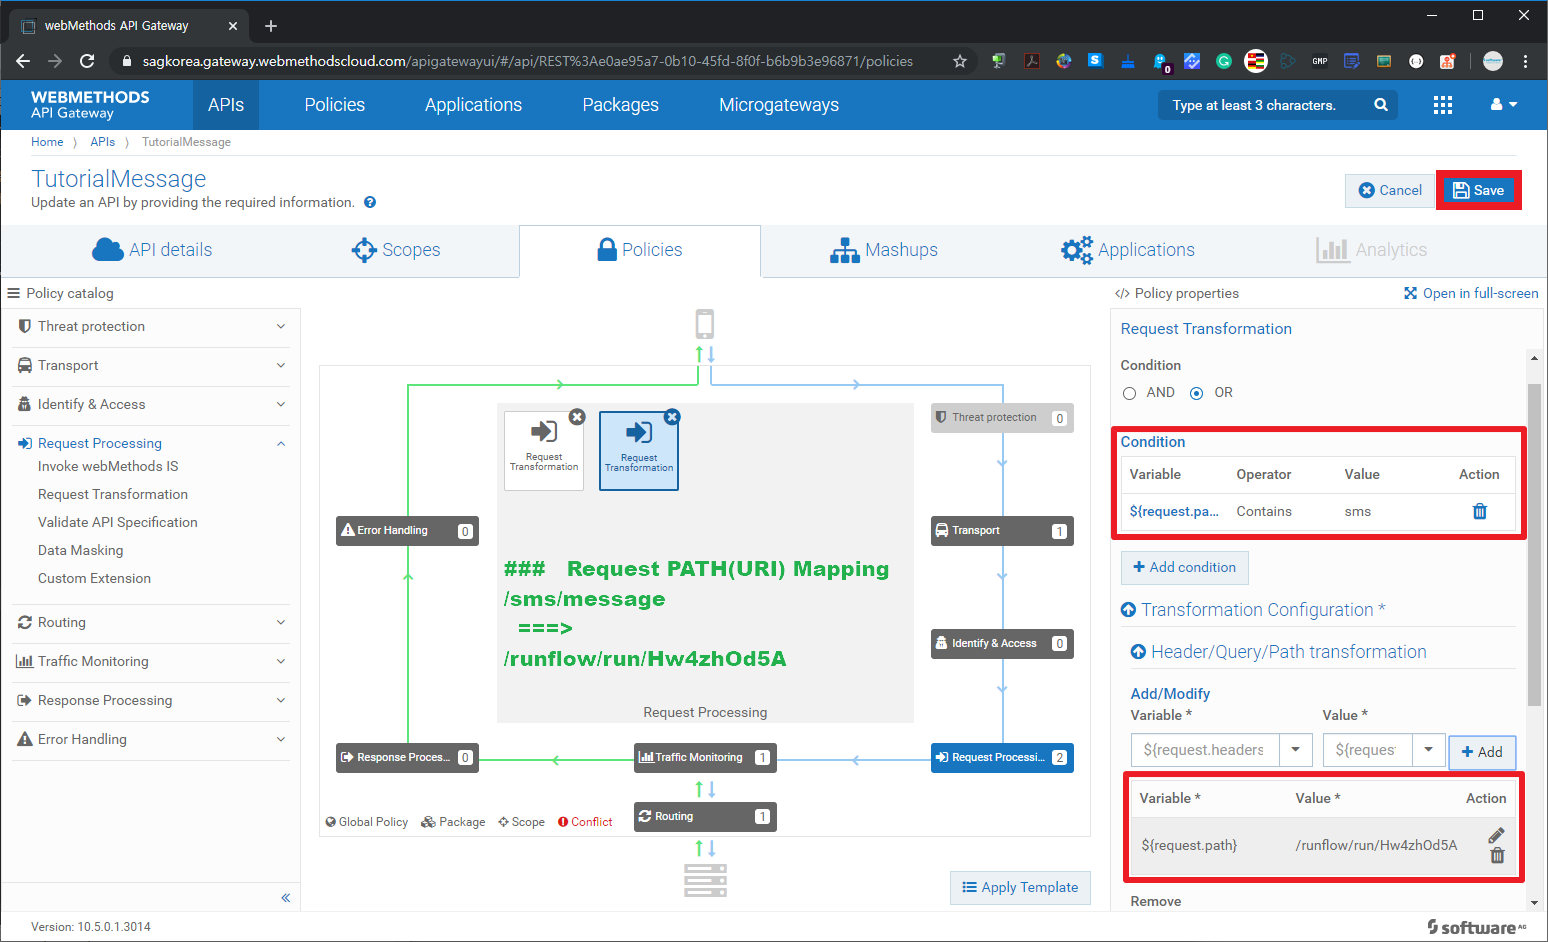 webMethods API Gateway
sagkorea.gateway.webmethodscloud.com/apigatewayui/#/api/REST%3Ae0ae95a7-0b10-45fd-8f0f-b6b9b3e96871/policies
S
0
G
GMP
WEBMETHODS
API Gateway
APIs
Policies
Applications
Packages
Microgateways
Type at least 3 characters.
Home
APIs
TutorialMessage
TutorialMessage
Update an API by providing the required information.
Cancel
Save
API details
Scopes
Policies
Mashups
Applications
Analytics
Policy catalog
Threat protection
Transport
Identify & Access
Request Processing
Invoke webMethods IS
Request Transformation
Validate API Specification
Data Masking
Custom Extension
Routing
Traffic Monitoring
Response Processing
Error Handling
«
Request
Transformation
Request
Transformation
Threat protection 0
Error Handling 0
Transport 1
### Request PATH(URI) Mapping
/sms/message
===>
/runflow/run/Hw4zhOd5A
Identify & Access 0
Request Processing
Response Proces... 0
Traffic Monitoring 1
Request Processi... 2
Routing 1
Global Policy
Package
Scope
Conflict
Apply Template
</> Policy properties
Open in full-screen
Request Transformation
Condition
AND
OR
Condition
Variable Operator Value Action
${request.pa... Contains sms
+ Add condition
Transformation Configuration *
Header/Query/Path transformation
Add/Modify
Variable * Value *
${request.headers ${reques
+ Add
Variable * Value * Action
${request.path} /runflow/run/Hw4zhOd5A
Remove
Version: 10.5.0.1.3014
software AG